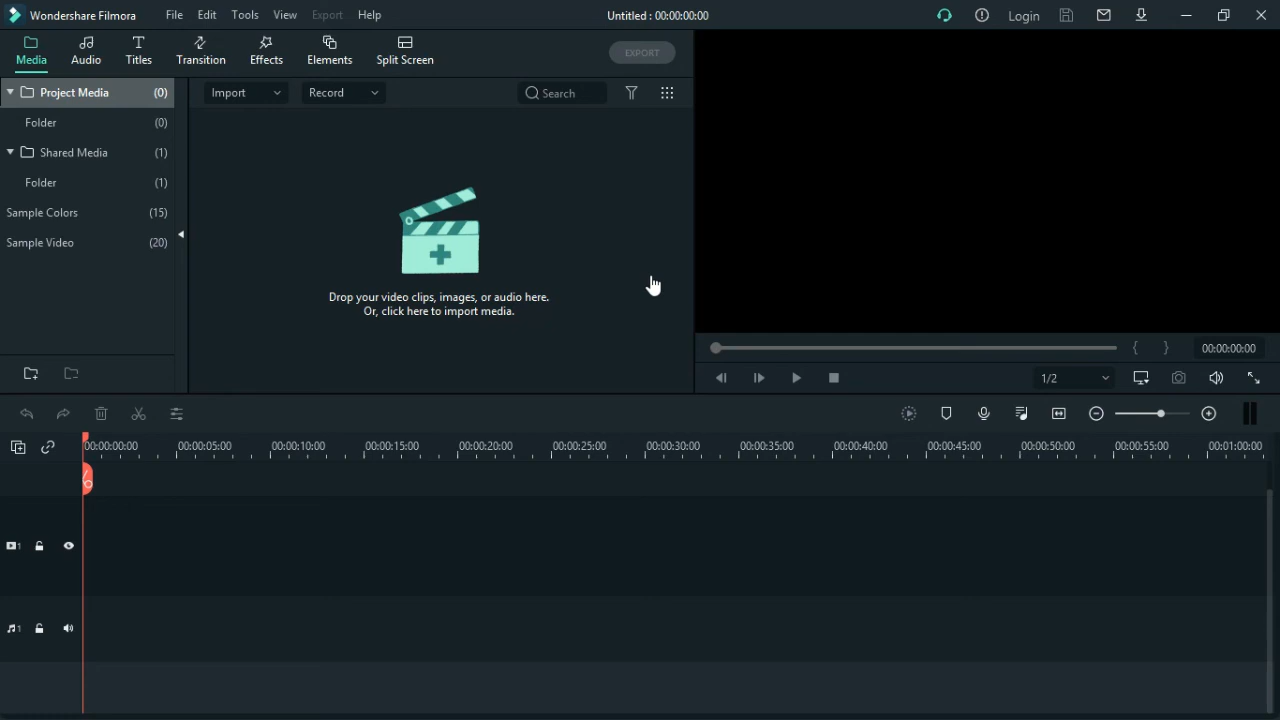 Wondershare Filmora
File Edit Tools View Export Help
Untitled : 00:00:00:00
Login
Media Audio Titles Transition Effects Elements Split Screen
EXPORT
Project Media (0)
Import Record Search
Folder (0)
Shared Media (1)
Folder (1)
Sample Colors (15)
Sample Video (20)
Drop your video clips, images, or audio here.
Or, click here to import media.
{ } 00:00:00:00
1/2
00:00:00:00 00:00:05:00 00:00:10:00 00:00:15:00 00:00:20:00 00:00:25:00 00:00:30:00 00:00:35:00 00:00:40:00 00:00:45:00 00:00:50:00 00:00:55:00 00:01:00:00
1
1